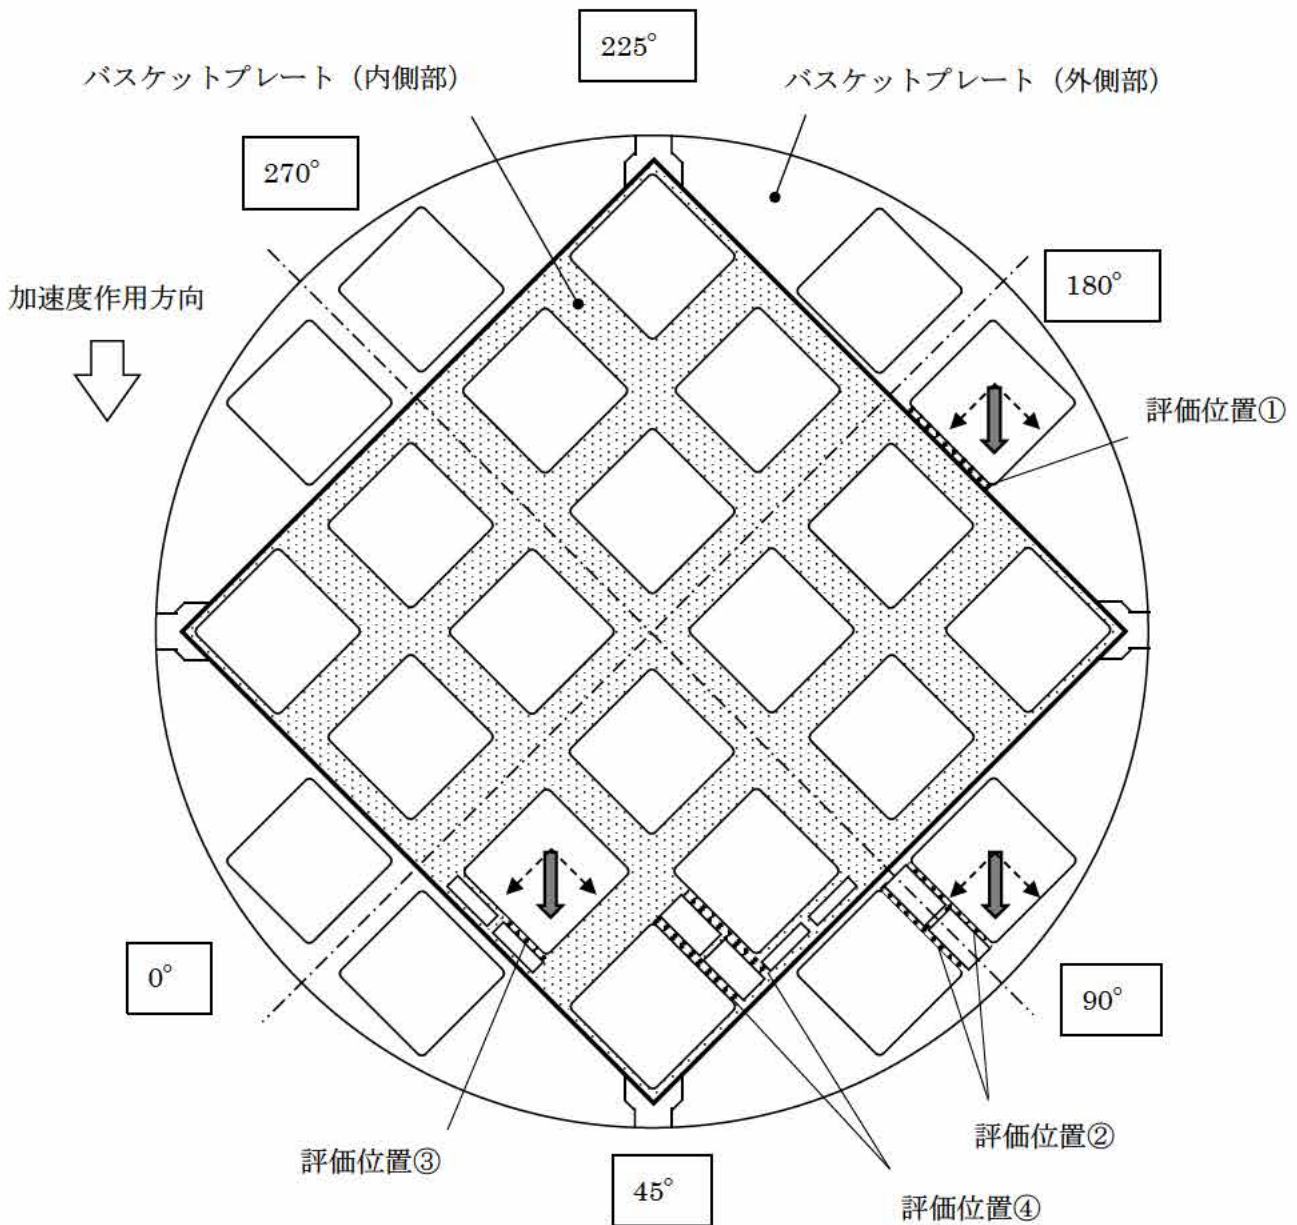 225°
バスケットプレート（内側部）
バスケットプレート（外側部）
270°
180°
加速度作用方向
評価位置①
0°
90°
評価位置②
評価位置③
45°
評価位置④